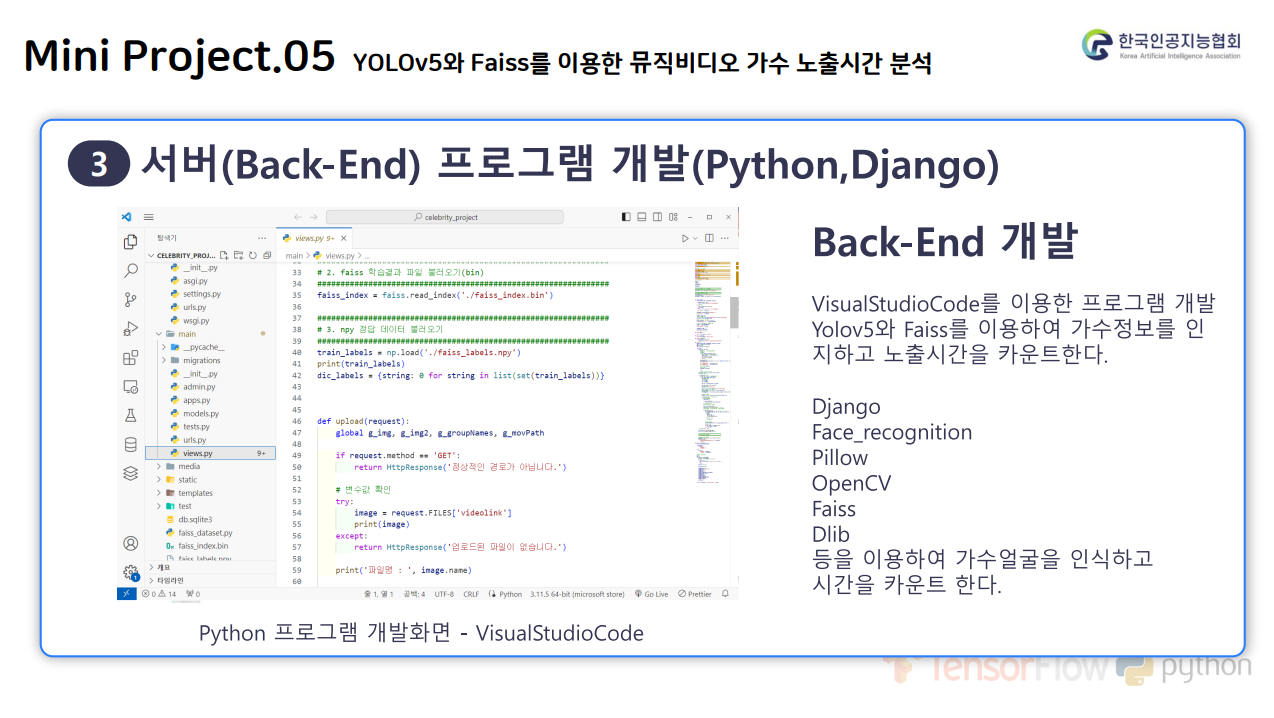 Mini Project.05 YOLOv5와 Faiss를 이용한 뮤직비디오 가수 노출시간 분석
한국인공지능협회
Korea Artificial Intelligence Association
3 서버(Back-End) 프로그램 개발(Python,Django)
celebrity_project
탐색기
CELEBRITY_PROJ...
__init__.py
asgi.py
settings.py
urls.py
wsgi.py
main
__pycache__
migrations
__init__.py
admin.py
apps.py
models.py
tests.py
urls.py
views.py 9+
media
static
templates
test
db.sqlite3
faiss_dataset.py
faiss_index.bin
faiss_labels.npy
개요
타임라인
views.py 9+
main > views.py > ...
33 # 2. faiss 학습결과 파일 불러오기(bin)
34 ################################################################
35 faiss_index = faiss.read_index('./faiss_index.bin')
36
37 ################################################################
38 # 3. npy 정답 데이터 불러오기
39 ################################################################
40 train_labels = np.load('./faiss_labels.npy')
41 print(train_labels)
42 dic_labels = {string: 0 for string in list(set(train_labels))}
43
44
45
46 def upload(request):
47 global g_img, g_img2, g_groupNames, g_movPath
48
49 if request.method == 'GET':
50 return HttpResponse('정상적인 경로가 아닙니다.')
51
52 # 변수값 확인
53 try:
54 image = request.FILES['videolink']
55 print(image)
56 except:
57 return HttpResponse('업로드된 파일이 없습니다.')
58
59 print('파일명 : ', image.name)
60
0 14 0 줄 1, 열 1 공백: 4 UTF-8 CRLF Python 3.11.5 64-bit (microsoft store) Go Live Prettier
1
Python 프로그램 개발화면 - VisualStudioCode
Back-End 개발
VisualStudioCode를 이용한 프로그램 개발
Yolov5와 Faiss를 이용하여 가수정보를 인
지하고 노출시간을 카운트한다.
Django
Face_recognition
Pillow
OpenCV
Faiss
Dlib
등을 이용하여 가수얼굴을 인식하고
시간을 카운트 한다.
TensorFlow python